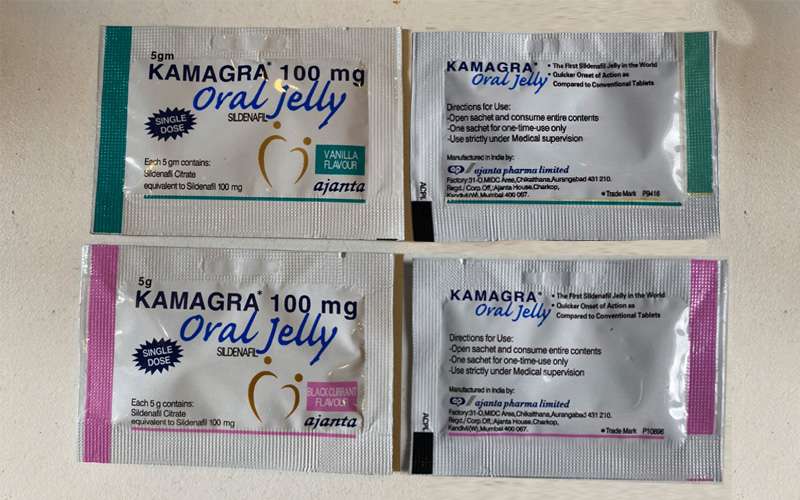 5gm
KAMAGRA* 100 mg
Oral Jelly
SILDENAFIL
SINGLE
DOSE
VANILLA
FLAVOUR
Each 5 gm contains:
Sildenafil Citrate
equivalent to Sildenafil 100 mg
ajanta
KAMAGRA*
Oral Jelly
• The First Sildenafil Jelly in the World
• Quicker Onset of Action as
Compared to Conventional Tablets
Directions for Use:
-Open sachet and consume entire contents
-One sachet for one-time-use only
-Use strictly under Medical supervision
Manufactured in India by:
ap ajanta pharma limited
Factory:31-O,MIDC Area,Chikalthana,Aurangabad 431 210.
Regd./ Corp.Off.:Ajanta House,Charkop,
Kandivli(W),Mumbai 400 067.
* Trade Mark P9416
5g
KAMAGRA* 100 mg
Oral Jelly
SILDENAFIL
SINGLE
DOSE
BLACKCURRANT
FLAVOUR
Each 5 g contains:
Sildenafil Citrate
equivalent to Sildenafil 100 mg
ajanta
KAMAGRA*
Oral Jelly
• The First Sildenafil Jelly in the World
• Quicker Onset of Action as
Compared to Conventional Tablets
Directions for Use:
-Open sachet and consume entire contents
-One sachet for one-time-use only
-Use strictly under Medical supervision
Manufactured in India by:
ap ajanta pharma limited
Factory:31-O,MIDC Area,Chikalthana,Aurangabad 431 210.
Regd./ Corp.Off.:Ajanta House,Charkop,
Kandivli(W),Mumbai 400 067.
* Trade Mark P10696